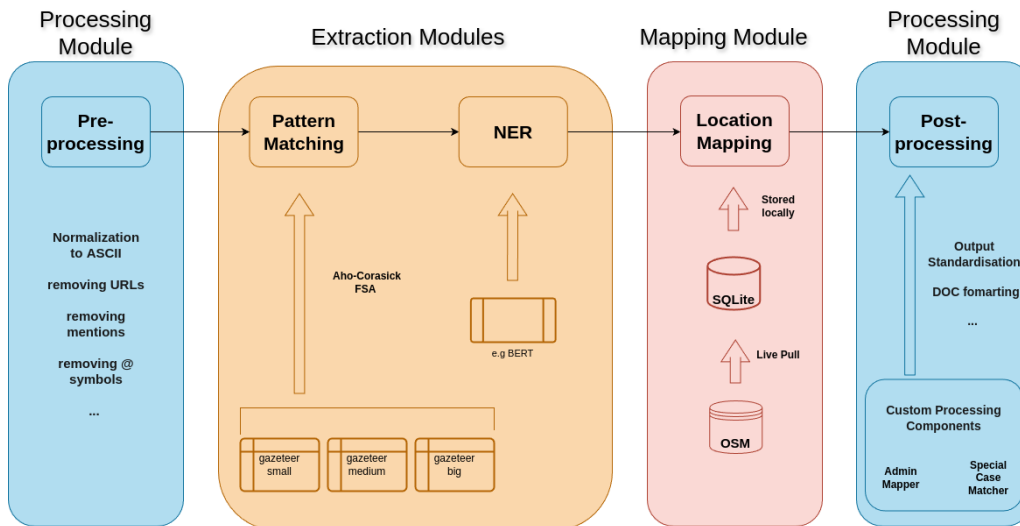 Processing
Module
Extraction Modules
Mapping Module
Processing
Module
Pre-
processing
Pattern
Matching
NER
Location
Mapping
Post-
processing
Normalization
to ASCII
removing URLs
removing
mentions
removing @
symbols
...
Aho-Corasick
FSA
e.g BERT
gazeteer
small
gazeteer
medium
gazeteer
big
Stored
locally
SQLite
Live Pull
OSM
Output
Standardisation
DOC fomarting
...
Custom Processing
Components
Admin
Mapper
Special
Case
Matcher